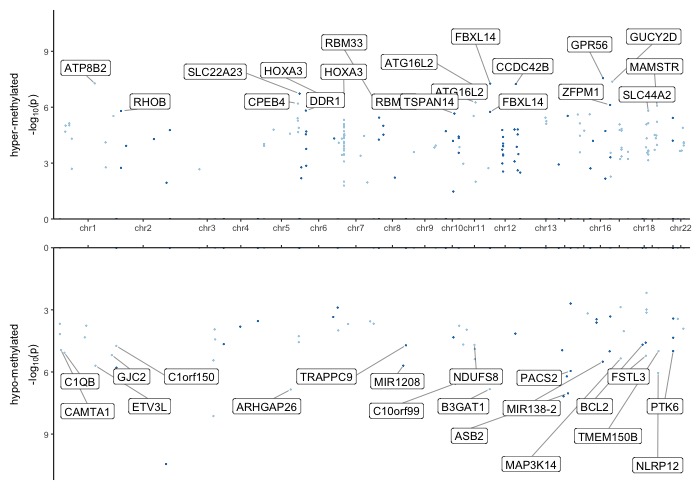 hyper-methylated
-log10(p)
9
6
3
0
ATP8B2
RHOB
SLC22A23
HOXA3
CPEB4
RBM33
HOXA3
DDR1
ATG16L2
FBXL14
ATG16L2
RBM
TSPAN14
CCDC42B
FBXL14
GPR56
GUCY2D
MAMSTR
ZFPM1
SLC44A2
chr1 chr2 chr3 chr4 chr5 chr6 chr7 chr8 chr9 chr10 chr11 chr12 chr13 chr16 chr18 chr22
hypo-methylated
-log10(p)
0
3
6
9
C1QB
GJC2
C1orf150
CAMTA1
ETV3L
ARHGAP26
TRAPPC9
MIR1208
C10orf99
NDUFS8
B3GAT1
ASB2
PACS2
MIR138-2
BCL2
FSTL3
PTK6
TMEM150B
MAP3K14
NLRP12